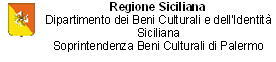 Regione Siciliana
Dipartimento dei Beni Culturali e dell'Identità
Siciliana
Soprintendenza Beni Culturali di Palermo